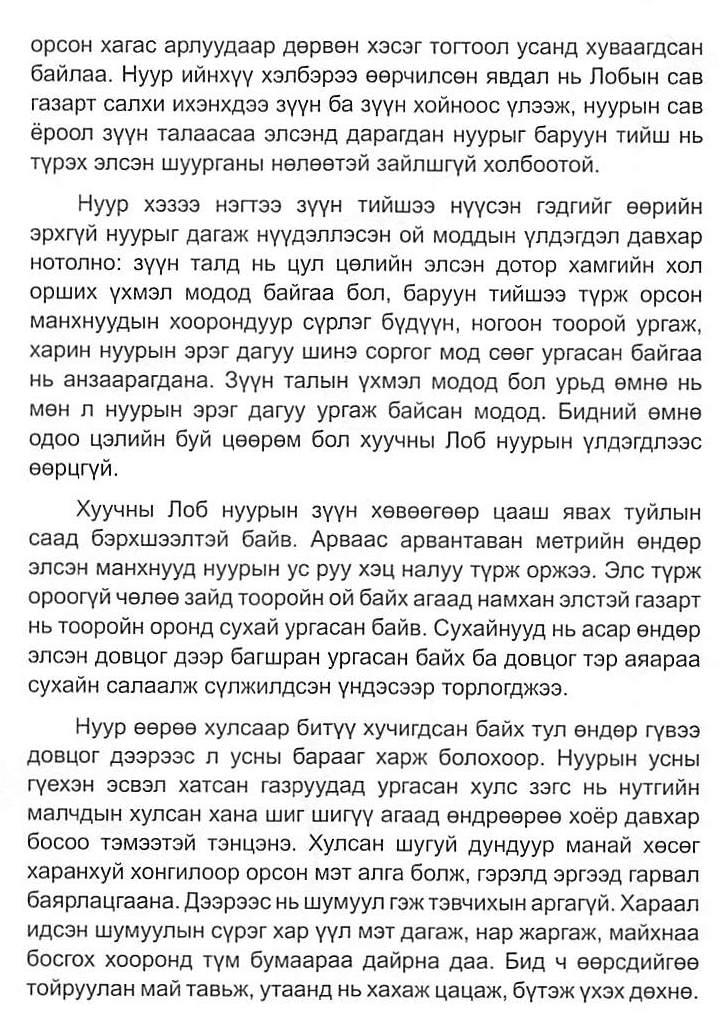 орсон хагас арлуудаар дөрвөн хэсэг тогтоол усанд хуваагдсан
байлаа. Нуур ийнхүү хэлбэрээ өөрчилсөн явдал нь Лобын сав
газарт салхи ихэнхдээ зүүн ба зүүн хойноос үлээж, нуурын сав
ёроол зүүн талаасаа элсэнд дарагдан нуурыг баруун тийш нь
түрэх элсэн шуурганы нөлөөтэй зайлшгүй холбоотой.
Нуур хэзээ нэгтээ зүүн тийшээ нүүсэн гэдгийг өөрийн
эрхгүй нуурыг дагаж нүүдэллэсэн ой моддын үлдэгдэл давхар
нотолно: зүүн талд нь цул цөлийн элсэн дотор хамгийн хол
орших үхмэл модод байгаа бол, баруун тийшээ түрж орсон
манхнуудын хоорондуур сүрлэг бүдүүн, ногоон тоорой ургаж,
харин нуурын эрэг дагуу шинэ соргог мод сөөг ургасан байгаа
нь анзаарагдана. Зүүн талын үхмэл модод бол урьд өмнө нь
мөн л нуурын эрэг дагуу ургаж байсан модод. Бидний өмнө
одоо цэлийн буй цөөрөм бол хуучны Лоб нуурын үлдэгдлээс
өөрцгүй.
Хуучны Лоб нуурын зүүн хөвөөгөөр цааш явах туйлын
саад бэрхшээлтэй байв. Арваас арвантаван метрийн өндөр
элсэн манхнууд нуурын ус руу хэц налуу түрж оржээ. Элс түрж
ороогүй чөлөө зайд тооройн ой байх агаад намхан элстэй газарт
нь тооройн оронд сухай ургасан байв. Сухайнууд нь асар өндөр
элсэн довцог дээр багшран ургасан байх ба довцог тэр аяараа
сухайн салаалж сүлжилдсэн үндэсээр торлогджээ.
Нуур өөрөө хулсаар битүү хучигдсан байх тул өндөр гүвээ
довцог дээрээс л усны барааг харж болохоор. Нуурын усны
гүехэн эсвэл хатсан газруудад ургасан хулс зэгс нь нутгийн
малчдын хулсан хана шиг шигүү агаад өндрөөрөө хоёр давхар
босоо тэмээтэй тэнцэнэ. Хулсан шугуй дундуур манай хөсөг
харанхуй хонгилоор орсон мэт алга болж, гэрэлд эргээд гарвал
баярлацгаана. Дээрээс нь шумуул гэж тэвчихын аргагүй. Хараал
идсэн шумуулын сүрэг хар үүл мэт дагаж, нар жаргаж, майхнаа
босгох хооронд түм бумаараа дайрна даа. Бид ч өөрсдийгөө
тойруулан май тавьж, утаанд нь хахаж цацаж, бүтэж үхэх дөхнө.